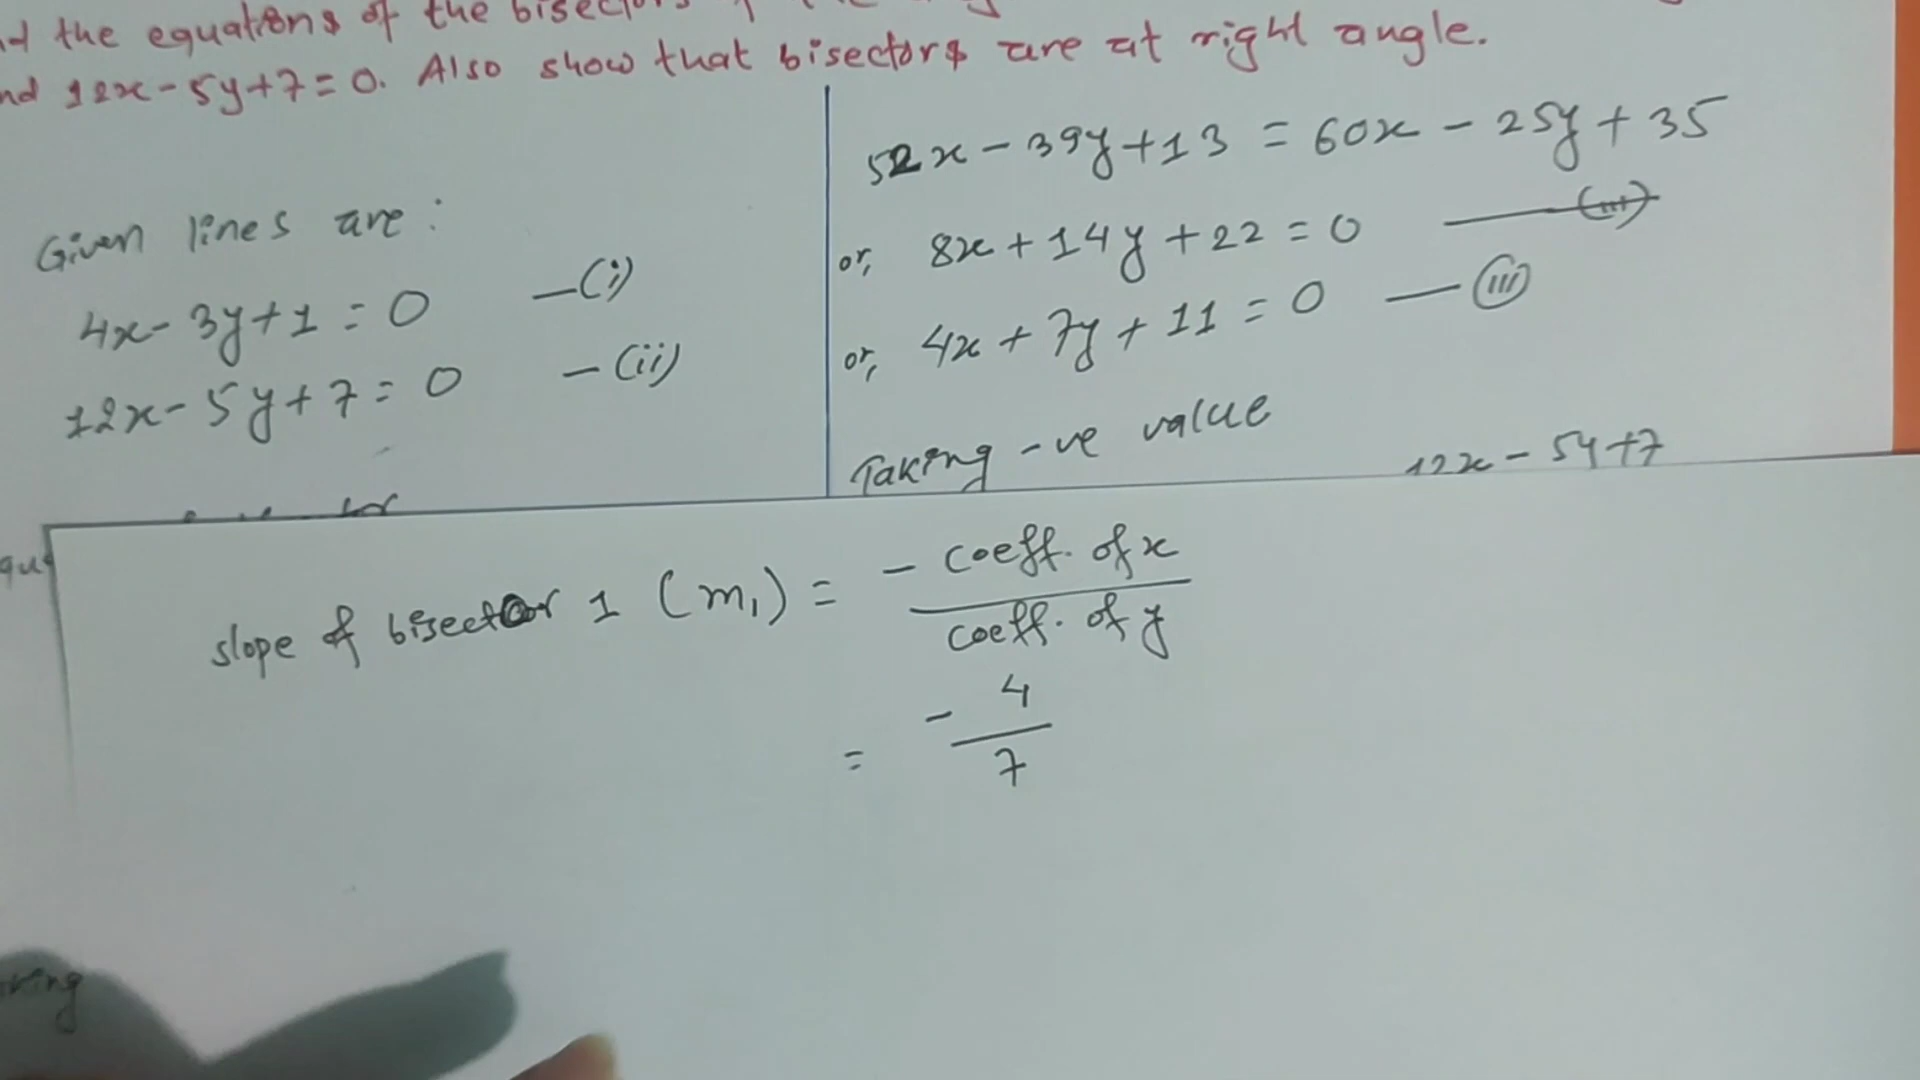 the equations of the bisectors
12x - 5y + 7 = 0. Also show that bisectors are at right angle.
Given lines are :
4x - 3y + 1 = 0 — (i)
12x - 5y + 7 = 0 — (ii)
52x - 39y + 13 = 60x - 25y + 35
or, 8x + 14y + 22 = 0 — (iii)
or, 4x + 7y + 11 = 0 — (iii)
Taking -ve value
12x - 5y + 7
slope of bisector 1 (m₁) = - coeff. of x / coeff. of y
= - 4 / 7